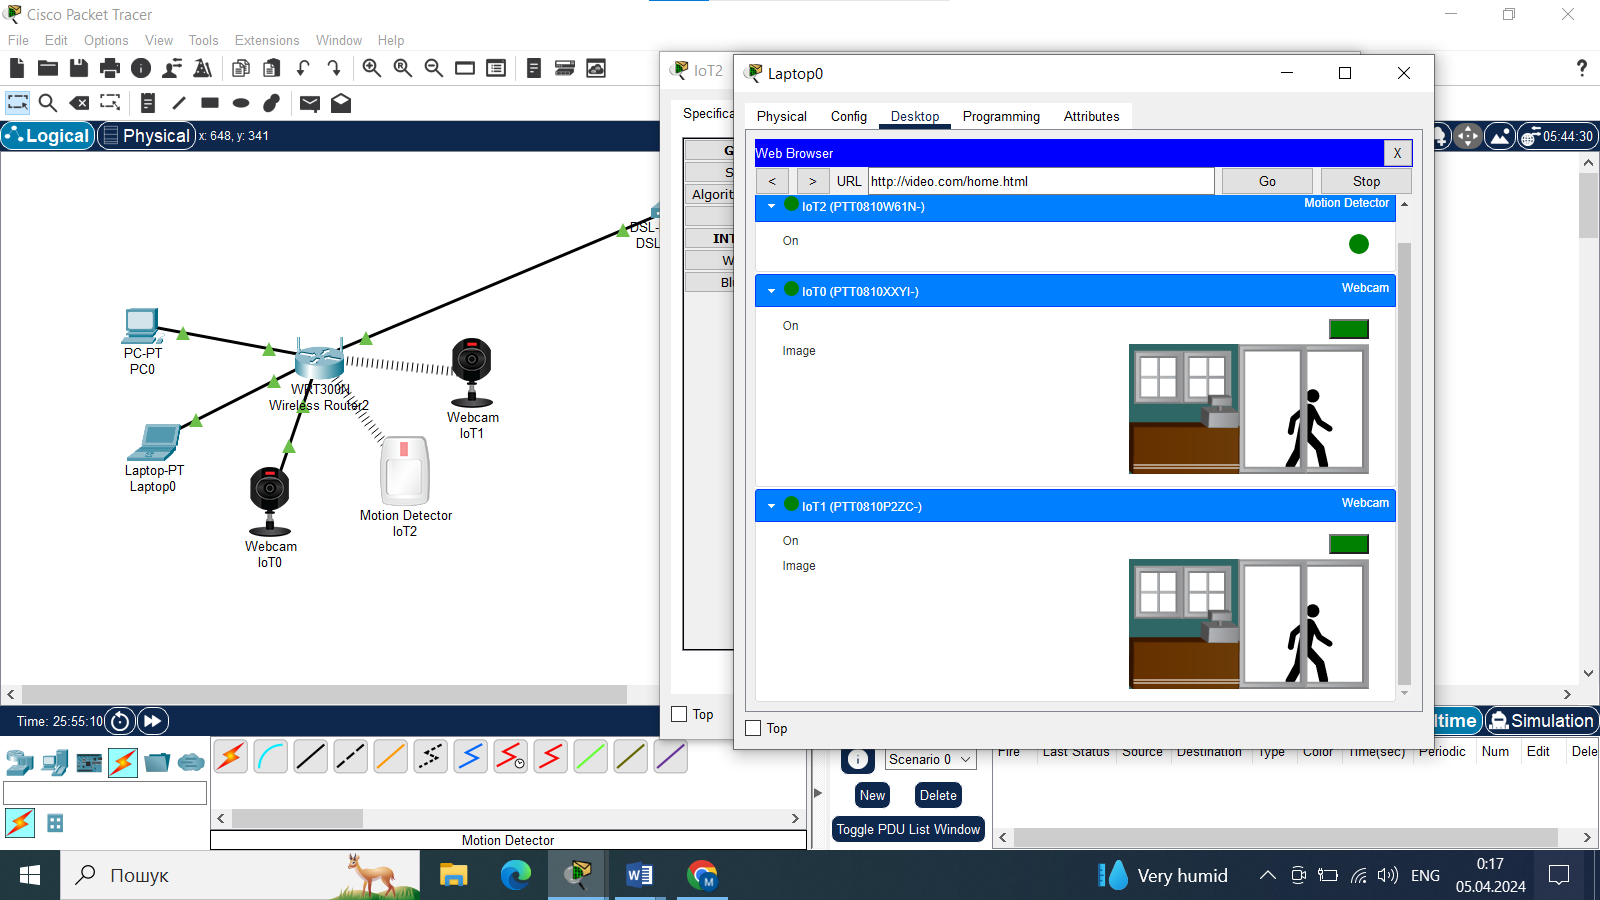 Cisco Packet Tracer
File Edit Options View Tools Extensions Window Help
?
Logical Physical x: 648, y: 341
05:44:30
IoT2
Laptop0
Physical Config Desktop Programming Attributes
Web Browser X
< > URL http://video.com/home.html Go Stop
IoT2 (PTT0810W61N-) Motion Detector
On
IoT0 (PTT0810XXYI-) Webcam
On
Image
IoT1 (PTT0810P2ZC-) Webcam
On
Image
Top
Top
Specifica
G
S
Algorit
INT
W
Blu
DSL-
DSL
PC-PT
PC0
WRT300N
Wireless Router2
Webcam
IoT1
Laptop-PT
Laptop0
Motion Detector
IoT2
Webcam
IoT0
Time: 25:55:10
ltime Simulation
Scenario 0
New Delete
Toggle PDU List Window
Fire Last Status Source Destination Type Color Time(sec) Periodic Num Edit Dele
Motion Detector
Пошук
Very humid
ENG
0:17
05.04.2024